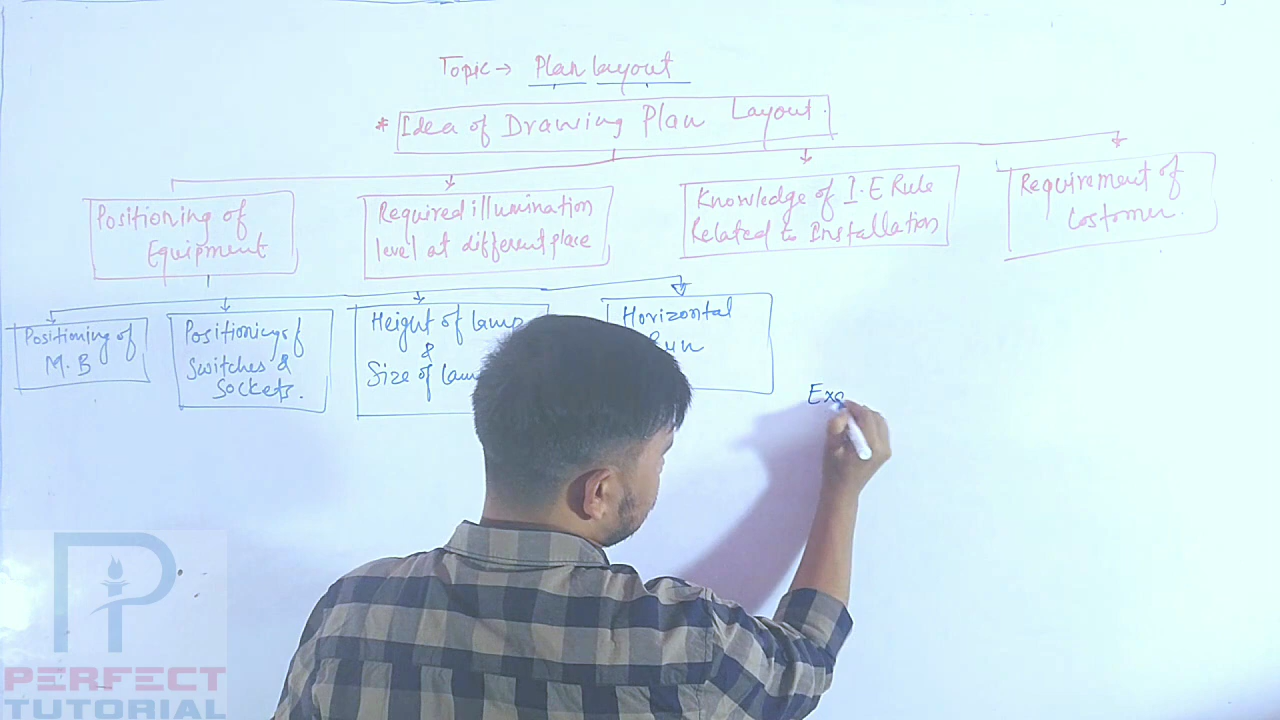 Topic → Plan layout
* Idea of Drawing Plan Layout.
Positioning of
Equipment
Required illumination
level at different place
Knowledge of I.E Rule
Related to Installation
Requirement of
Costomer.
Positioning of
M.B
Positioning of
Switches &
Sockets.
Height of lamp
&
Size of
Horizontal
Exa
PERFECT
TUTORIAL